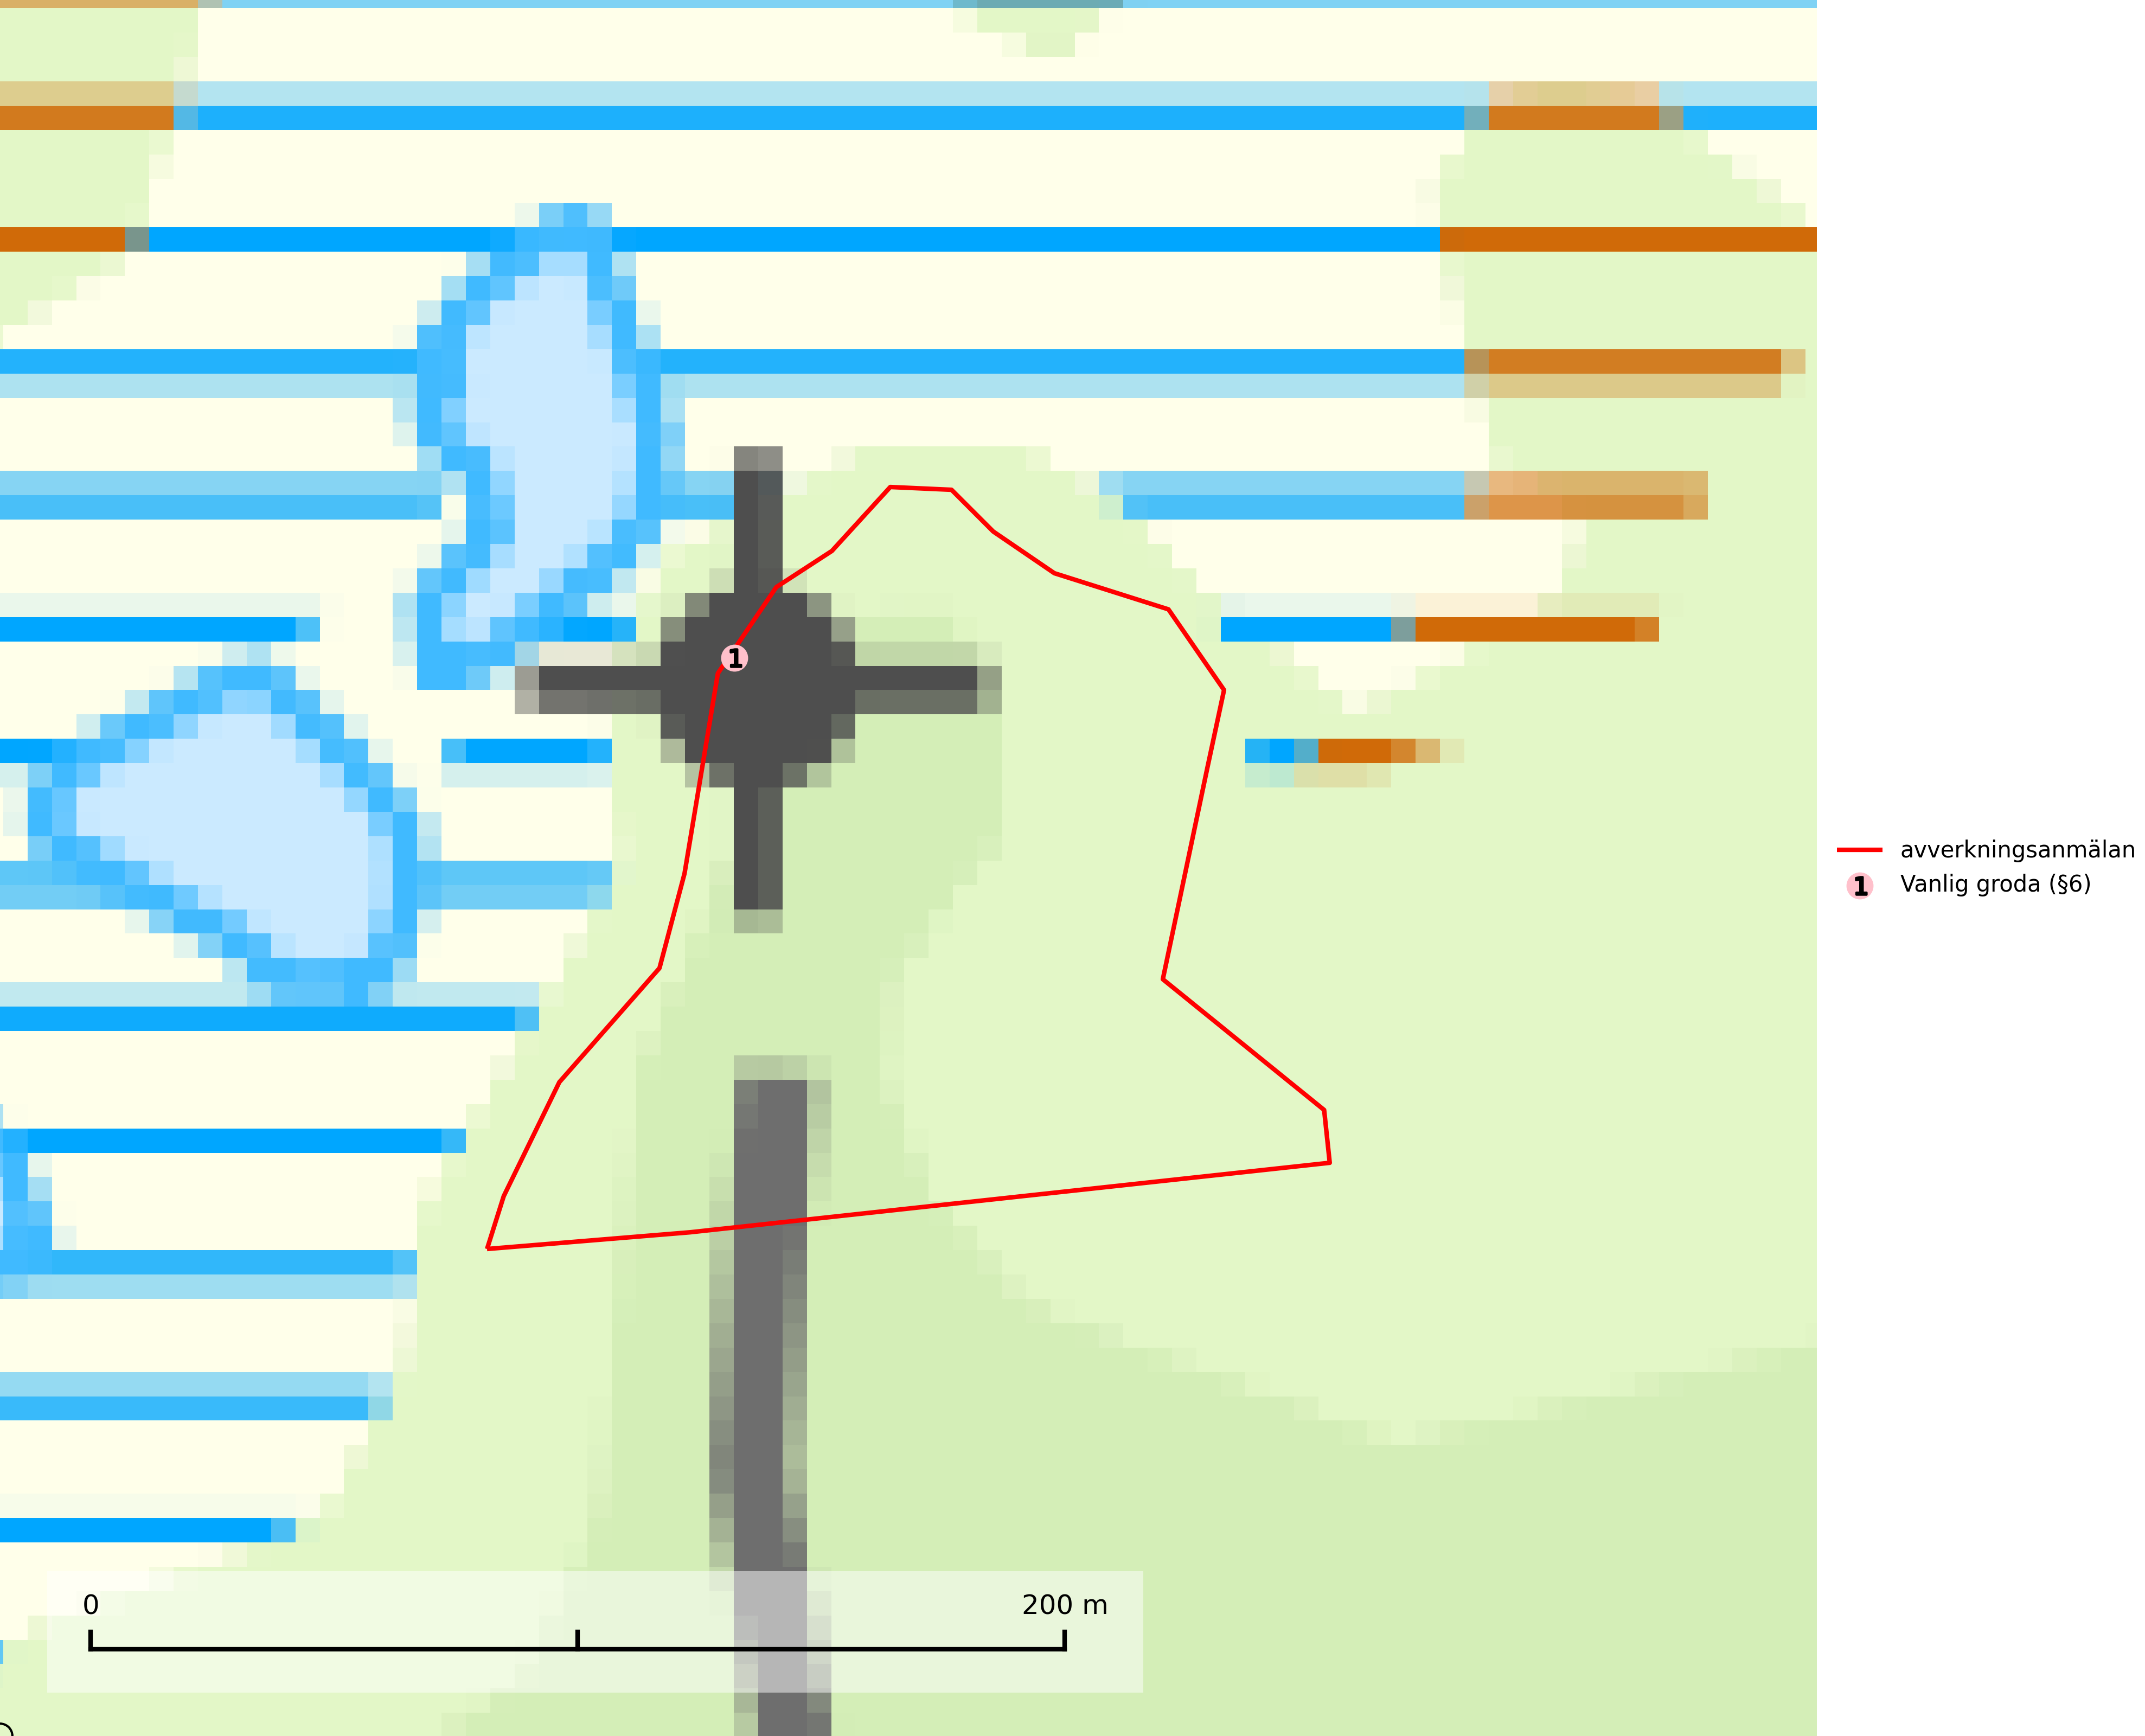 1
avverkningsanmälan
1 Vanlig groda (§6)
0 200 m